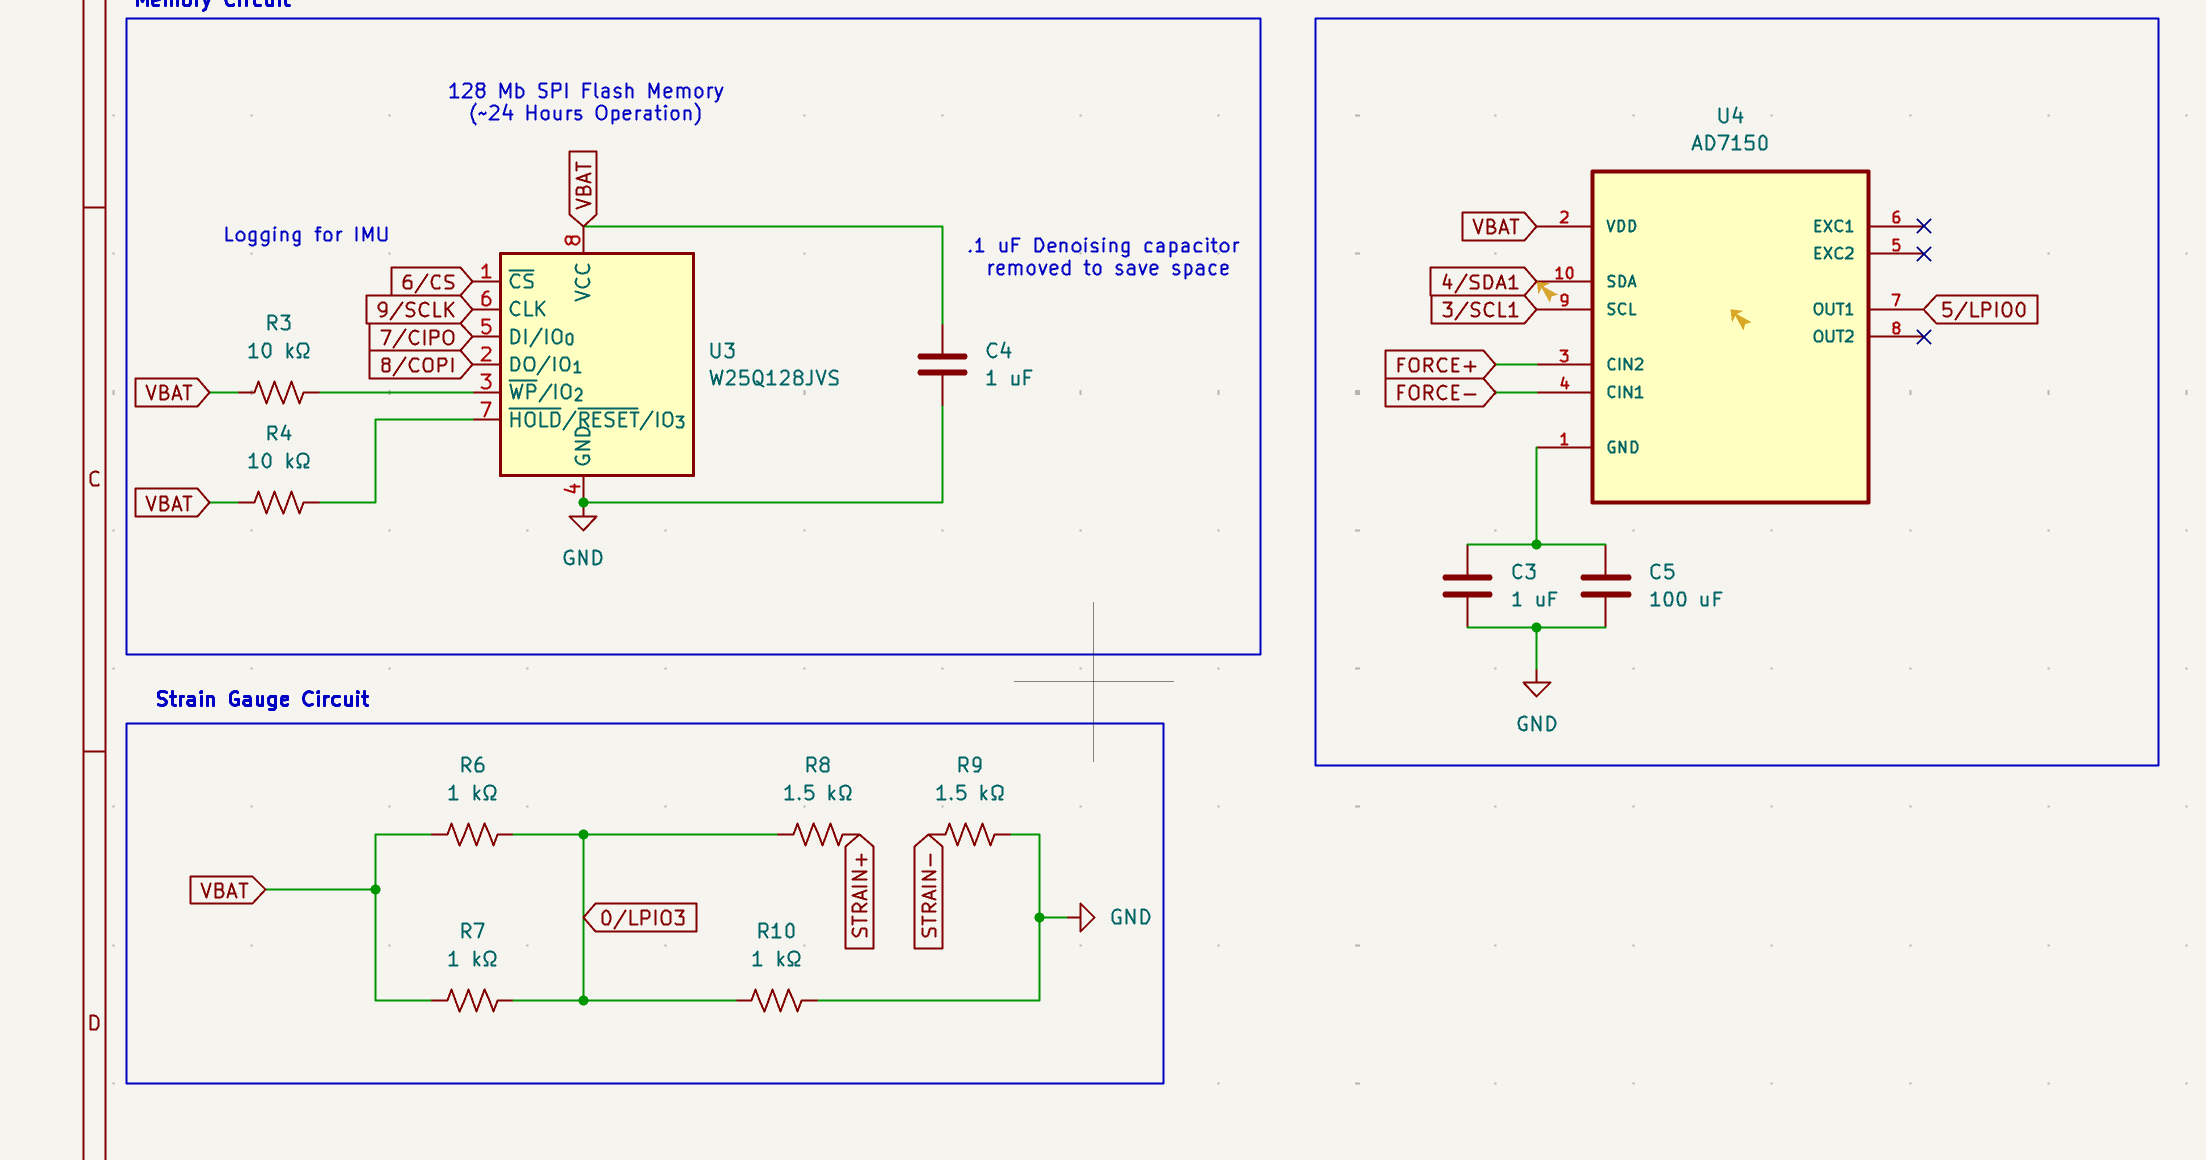 Memory Circuit
128 Mb SPI Flash Memory
(~24 Hours Operation)
VBAT
Logging for IMU
.1 uF Denoising capacitor
removed to save space
8
VCC
6/CS 1 CS
9/SCLK 6 CLK
7/CIPO 5 DI/IO0
8/COPI 2 DO/IO1
3 WP/IO2
7 HOLD/RESET/IO3
R3
10 kΩ
VBAT
R4
10 kΩ
VBAT
U3
W25Q128JVS
C4
1 uF
GND
4
GND
C
U4
AD7150
VBAT 2 VDD
4/SDA1 10 SDA
3/SCL1 9 SCL
FORCE+ 3 CIN2
FORCE- 4 CIN1
1 GND
EXC1 6
EXC2 5
OUT1 7 5/LPIO0
OUT2 8
C3
1 uF
C5
100 uF
GND
Strain Gauge Circuit
R6
1 kΩ
R8
1.5 kΩ
R9
1.5 kΩ
VBAT
0/LPIO3
STRAIN+
STRAIN-
GND
R7
1 kΩ
R10
1 kΩ
D